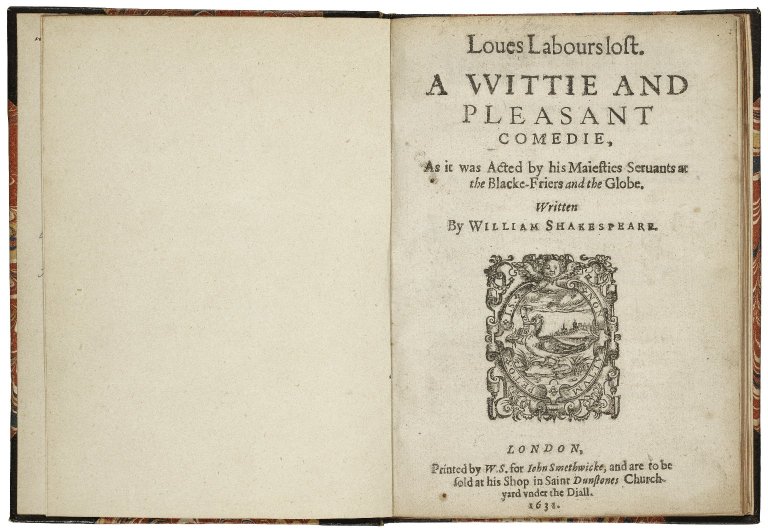 Loues Labours lost.
A WITTIE AND
PLEASANT
COMEDIE,
As it was Acted by his Maiesties Seruants at
the Blacke-Friers and the Globe.
Written
By WILLIAM SHAKESPEARE.
LONDON,
Printed by W.S. for Iohn Smethwicke, and are to be
sold at his Shop in Saint Dunstones Church-
yard vnder the Diall.
1631.